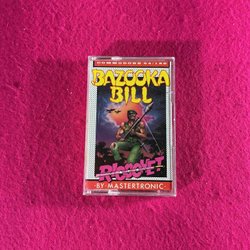 COMMODORE 64/128
BAZOOKA
BILL
RICOCHET
BY MASTERTRONIC